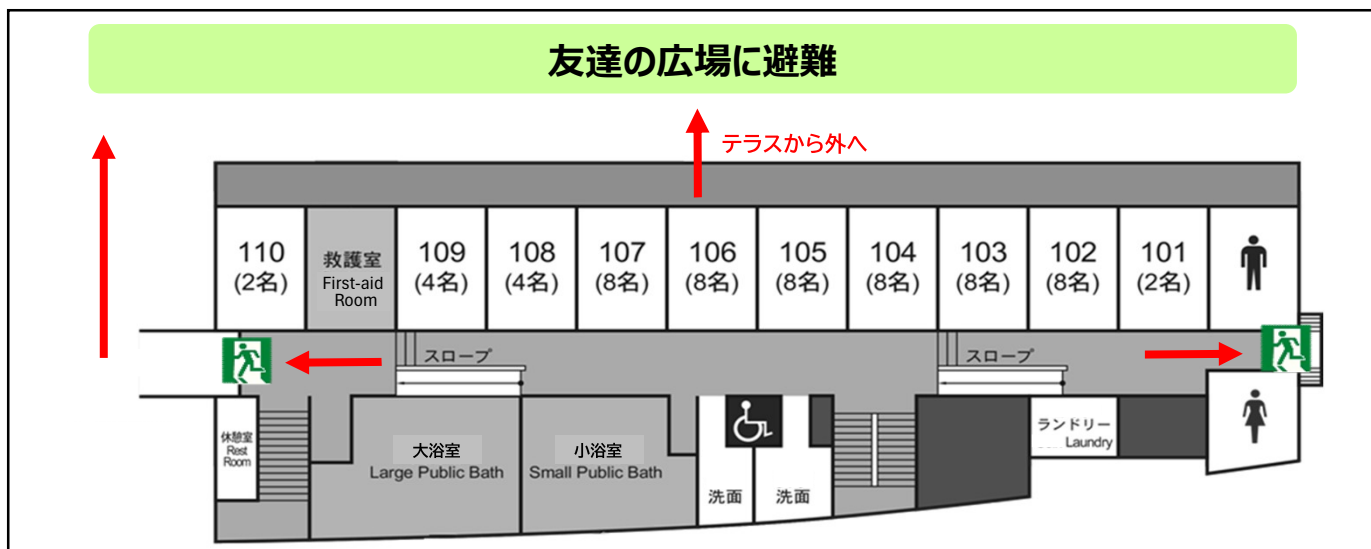 友達の広場に避難
テラスから外へ
110
(2名)
救護室
First-aid
Room
109
(4名)
108
(4名)
107
(8名)
106
(8名)
105
(8名)
104
(8名)
103
(8名)
102
(8名)
101
(2名)
スロープ
スロープ
休憩室
Rest
Room
大浴室
Large Public Bath
小浴室
Small Public Bath
洗面
洗面
ランドリー
Laundry